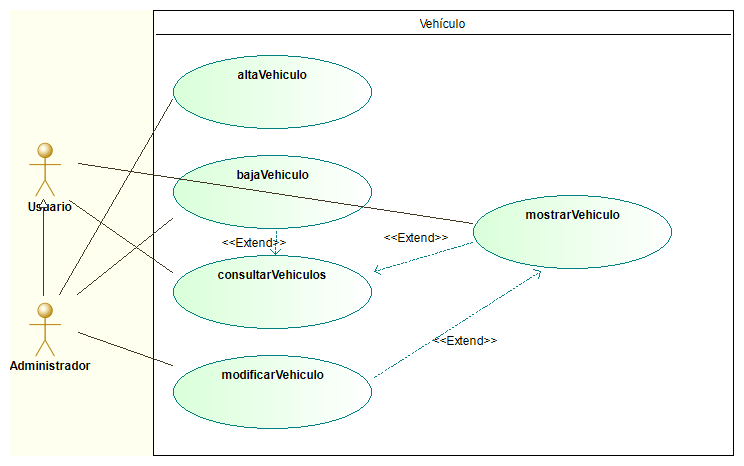 Vehículo
altaVehiculo
bajaVehiculo
Usuario
mostrarVehiculo
<<Extend>>
<<Extend>>
consultarVehiculos
<<Extend>>
Administrador
modificarVehiculo